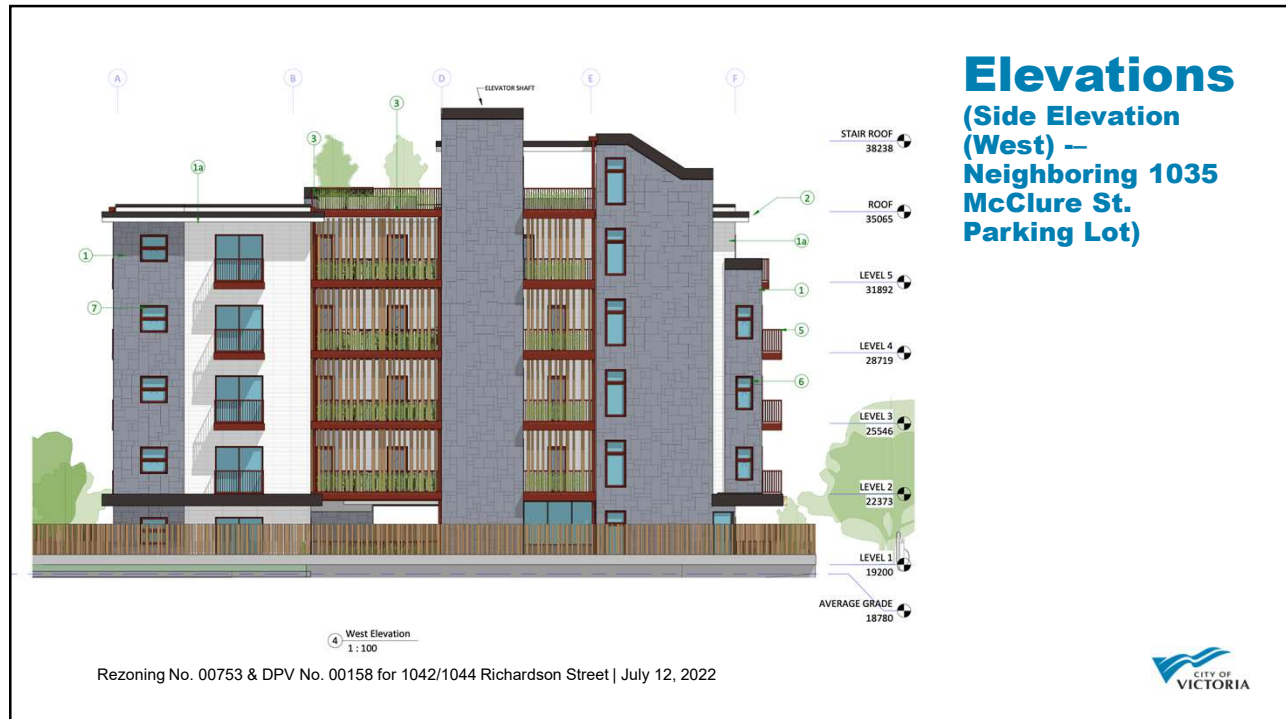 Elevations
(Side Elevation
(West) -–
Neighboring 1035
McClure St.
Parking Lot)
A
B
D
E
F
ELEVATOR SHAFT
3
3
1a
2
1a
1
1
7
5
6
STAIR ROOF
38238
ROOF
35065
LEVEL 5
31892
LEVEL 4
28719
LEVEL 3
25546
LEVEL 2
22373
LEVEL 1
19200
AVERAGE GRADE
18780
4 West Elevation
1 : 100
Rezoning No. 00753 & DPV No. 00158 for 1042/1044 Richardson Street | July 12, 2022
CITY OF
VICTORIA